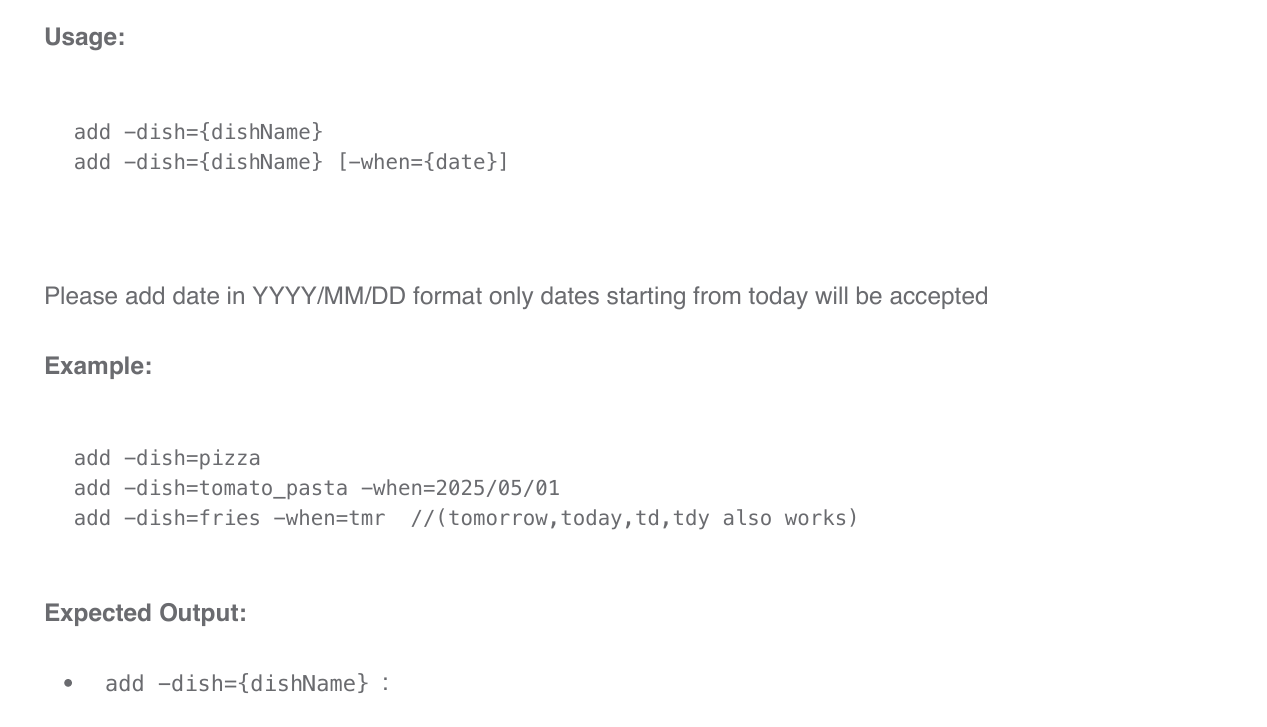 Usage:
add -dish={dishName}
add -dish={dishName} [-when={date}]
Please add date in YYYY/MM/DD format only dates starting from today will be accepted
Example:
add -dish=pizza
add -dish=tomato_pasta -when=2025/05/01
add -dish=fries -when=tmr  //(tomorrow,today,td,tdy also works)
Expected Output:
• add -dish={dishName} :